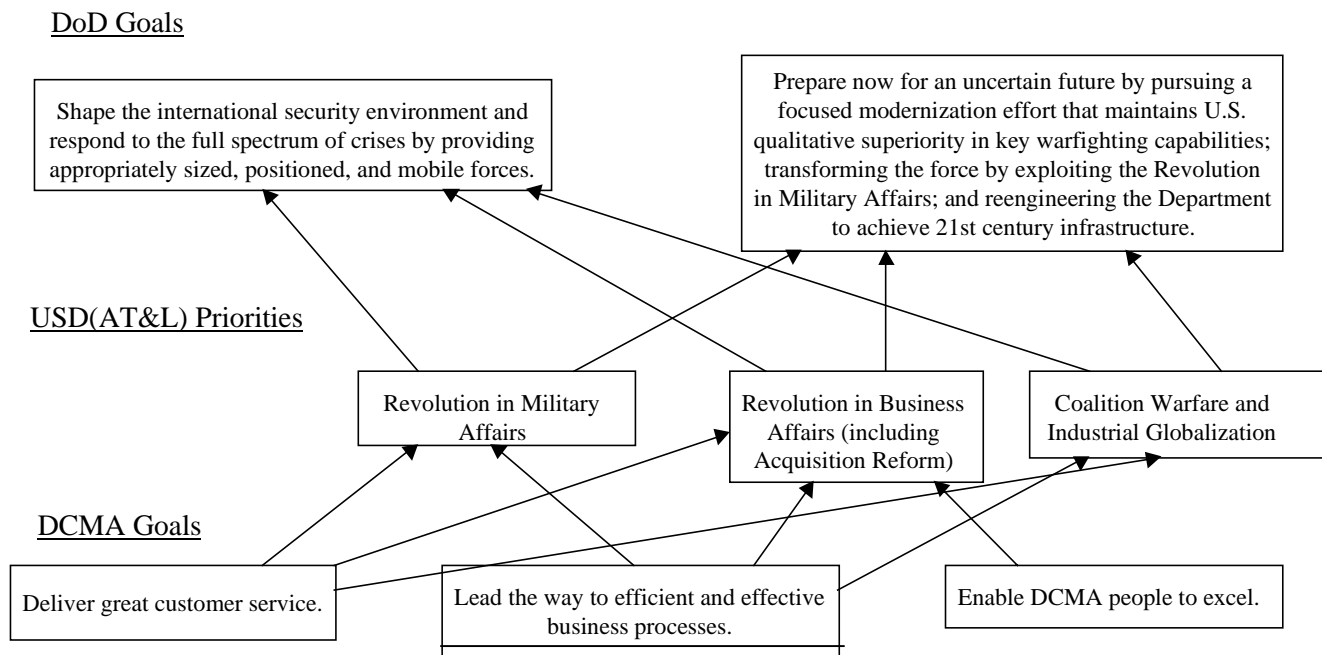 DoD Goals
Shape the international security environment and
respond to the full spectrum of crises by providing
appropriately sized, positioned, and mobile forces.
Prepare now for an uncertain future by pursuing a
focused modernization effort that maintains U.S.
qualitative superiority in key warfighting capabilities;
transforming the force by exploiting the Revolution
in Military Affairs; and reengineering the Department
to achieve 21st century infrastructure.
USD(AT&L) Priorities
Revolution in Military
Affairs
Revolution in Business
Affairs (including
Acquisition Reform)
Coalition Warfare and
Industrial Globalization
DCMA Goals
Deliver great customer service.
Lead the way to efficient and effective
business processes.
Enable DCMA people to excel.